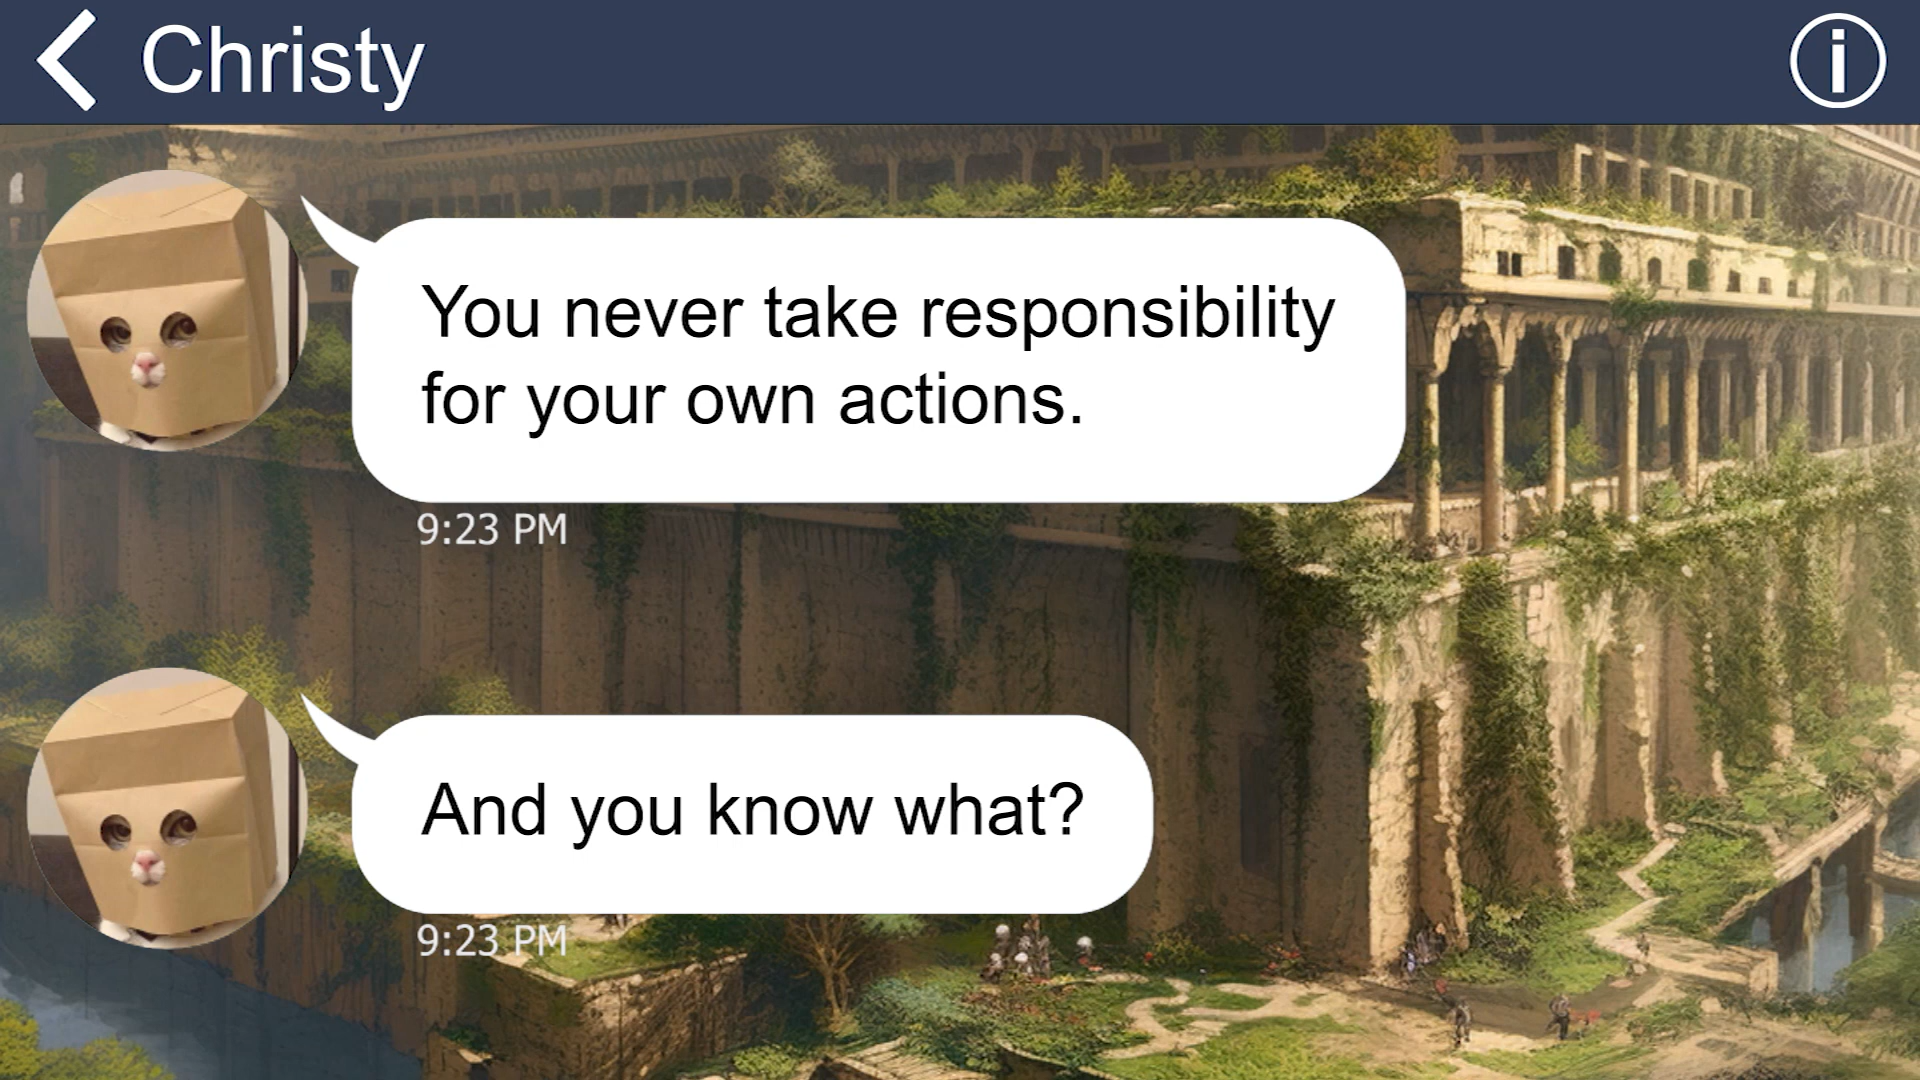 Christy
You never take responsibility
for your own actions.
9:23 PM
And you know what?
9:23 PM